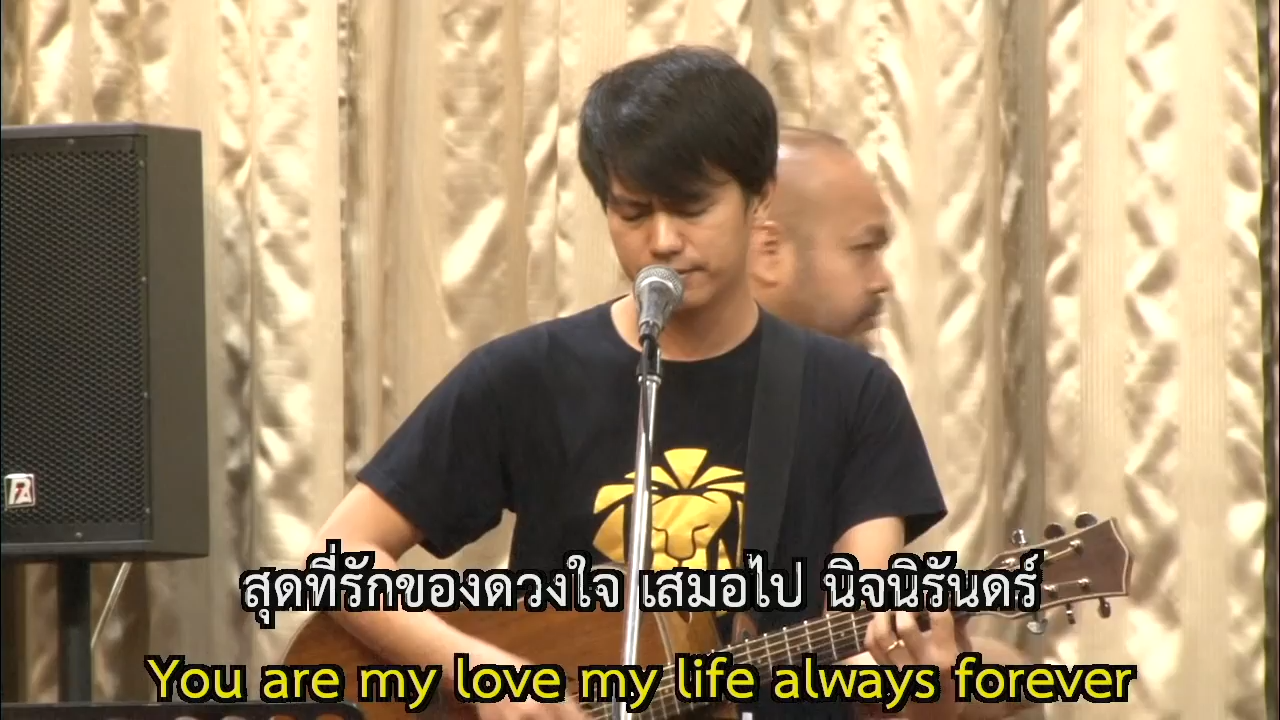 สุดที่รักของดวงใจ เสมอไป นิจนิรันดร์
You are my love my life always forever